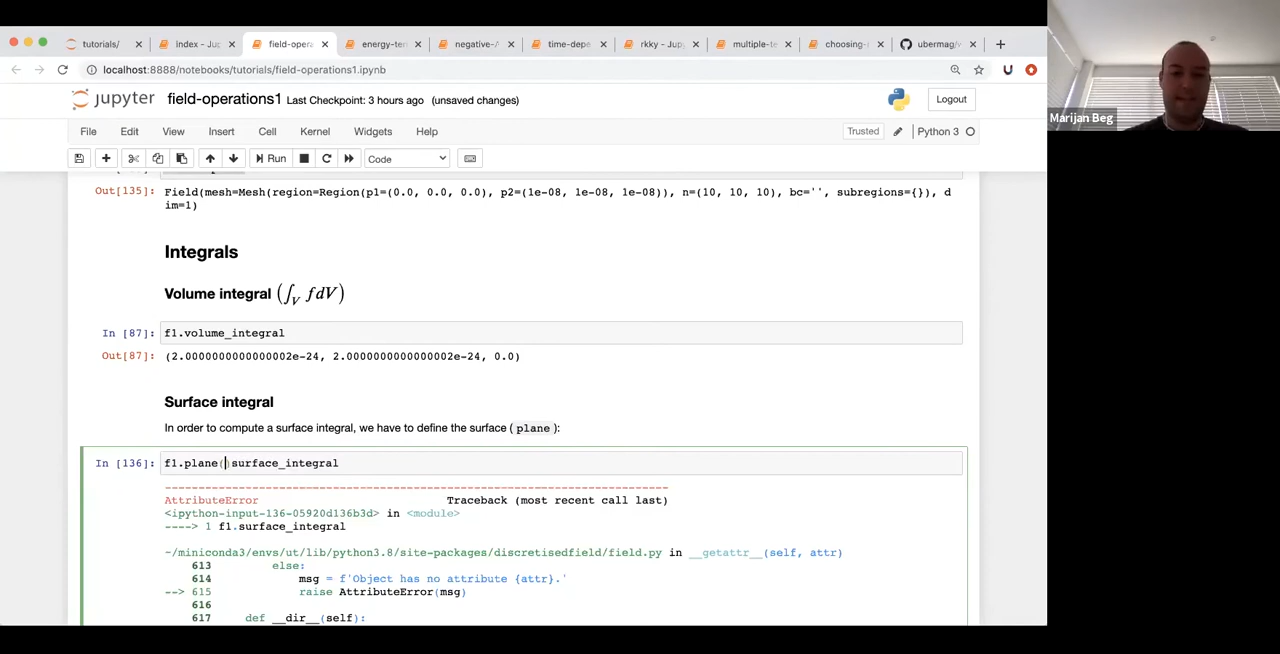 tutorials/
index - Jup
field-opera
energy-ter
negative-/
time-depe
rkky - Jup
multiple-te
choosing-
ubermag/
localhost:8888/notebooks/tutorials/field-operations1.ipynb
jupyter field-operations1 Last Checkpoint: 3 hours ago (unsaved changes)
Logout
File Edit View Insert Cell Kernel Widgets Help
Trusted Python 3
Run Code
Marijan Beg
Out[135]: Field(mesh=Mesh(region=Region(p1=(0.0, 0.0, 0.0), p2=(1e-08, 1e-08, 1e-08)), n=(10, 10, 10), bc='', subregions={}), d
im=1)
Integrals
Volume integral (∫V fdV)
In [87]: f1.volume_integral
Out[87]: (2.0000000000000002e-24, 2.0000000000000002e-24, 0.0)
Surface integral
In order to compute a surface integral, we have to define the surface ( plane ):
In [136]: f1.plane()surface_integral
---------------------------------------------------------------------------
AttributeError Traceback (most recent call last)
<ipython-input-136-05920d136b3d> in <module>
----> 1 f1.surface_integral
~/miniconda3/envs/ut/lib/python3.8/site-packages/discretisedfield/field.py in __getattr__(self, attr)
613 else:
614 msg = f'Object has no attribute {attr}.'
--> 615 raise AttributeError(msg)
616
617 def __dir__(self):